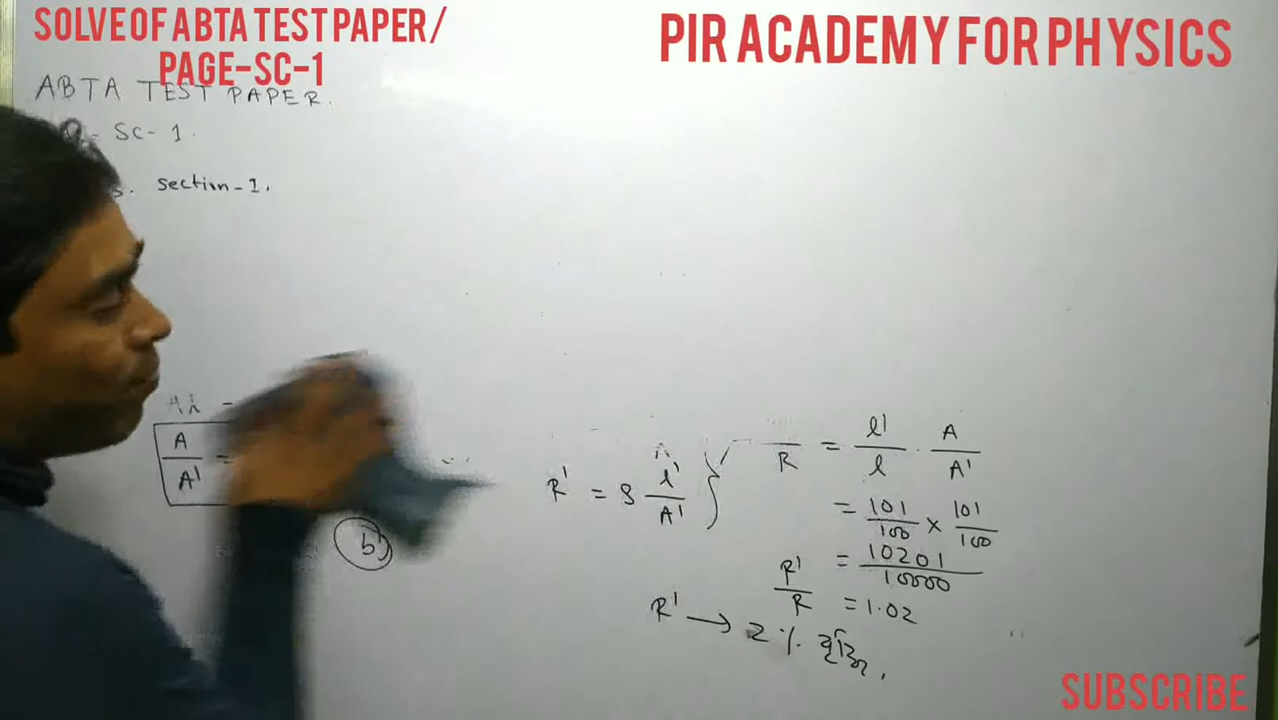 SOLVE OF ABTA TEST PAPER /
PAGE-SC-1
PIR ACADEMY FOR PHYSICS
ABTA TEST PAPER.
SC-1
section-1.
A
A'
b)
R' = ρ l'
A'
R = l' . A
l A'
= 101 × 101
100 100
R' = 10201
R 10000
= 1.02
R' → 2% বৃদ্ধি.
SUBSCRIBE